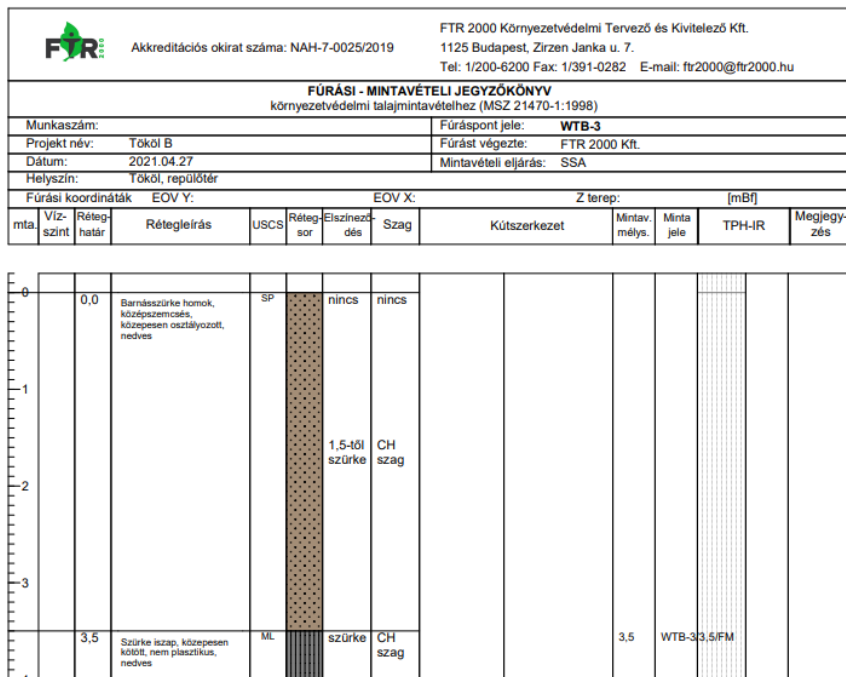 FTR 2000
Akkreditációs okirat száma: NAH-7-0025/2019
FTR 2000 Környezetvédelmi Tervező és Kivitelező Kft.
1125 Budapest, Zirzen Janka u. 7.
Tel: 1/200-6200 Fax: 1/391-0282 E-mail: ftr2000@ftr2000.hu
FÚRÁSI - MINTAVÉTELI JEGYZŐKÖNYV
környezetvédelmi talajmintavételhez (MSZ 21470-1:1998)
Munkaszám: Fúráspont jele: WTB-3
Projekt név: Tököl B Fúrást végezte: FTR 2000 Kft.
Dátum: 2021.04.27 Mintavételi eljárás: SSA
Helyszín: Tököl, repülőtér
Fúrási koordináták EOV Y: EOV X: Z terep: [mBf]
mta. Víz-szint Réteg-határ Rétegleírás USCS Réteg-sor Elszíneződés Szag Kútszerkezet Mintav. mélys. Minta jele TPH-IR Megjegy-zés
0
0,0 Barnásszürke homok, SP nincs nincs
középszemcsés,
közepesen osztályozott,
nedves
1
1,5-től CH
szürke szag
2
3
3,5 Szürke iszap, közepesen ML szürke CH 3,5 WTB-3/3,5/FM
kötött, nem plasztikus, szag
nedves